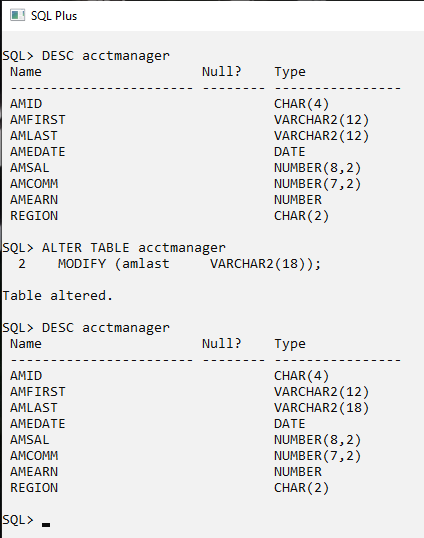 SQL Plus
SQL> DESC acctmanager
 Name                    Null?    Type
 ----------------------- -------- ----------------
 AMID                             CHAR(4)
 AMFIRST                          VARCHAR2(12)
 AMLAST                           VARCHAR2(12)
 AMEDATE                          DATE
 AMSAL                            NUMBER(8,2)
 AMCOMM                           NUMBER(7,2)
 AMEARN                           NUMBER
 REGION                           CHAR(2)
SQL> ALTER TABLE acctmanager
  2    MODIFY (amlast     VARCHAR2(18));
Table altered.
SQL> DESC acctmanager
 Name                    Null?    Type
 ----------------------- -------- ----------------
 AMID                             CHAR(4)
 AMFIRST                          VARCHAR2(12)
 AMLAST                           VARCHAR2(18)
 AMEDATE                          DATE
 AMSAL                            NUMBER(8,2)
 AMCOMM                           NUMBER(7,2)
 AMEARN                           NUMBER
 REGION                           CHAR(2)
SQL>